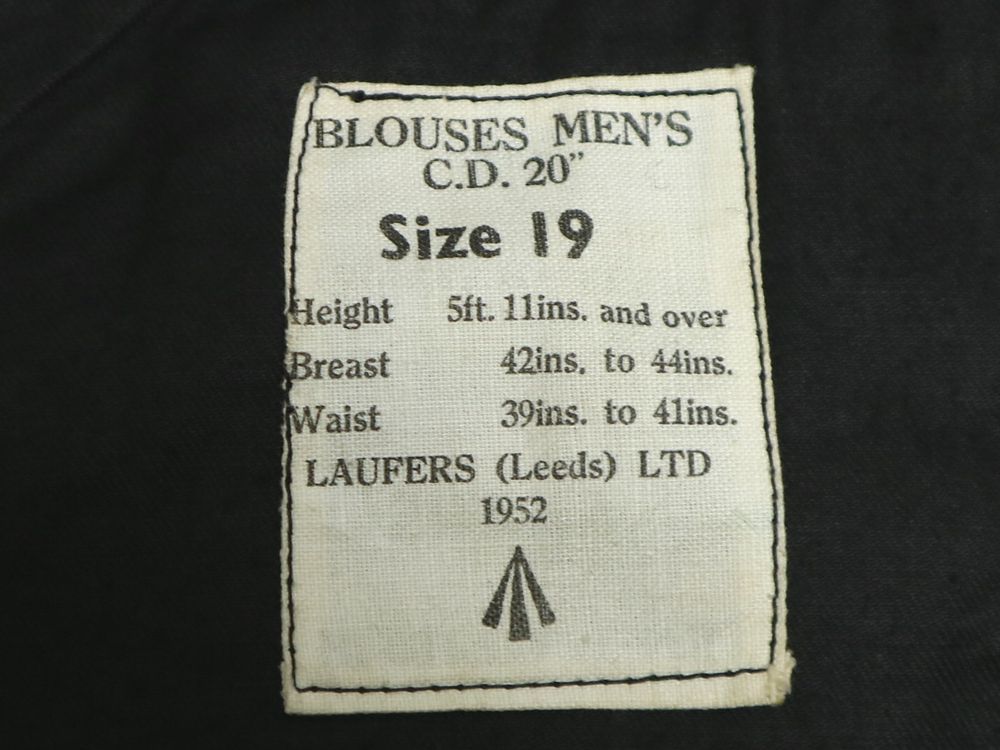 BLOUSES MEN'S
C.D. 20"
Size 19
Height 5ft. 11ins. and over
Breast 42ins. to 44ins.
Waist 39ins. to 41ins.
LAUFERS (Leeds) LTD
1952